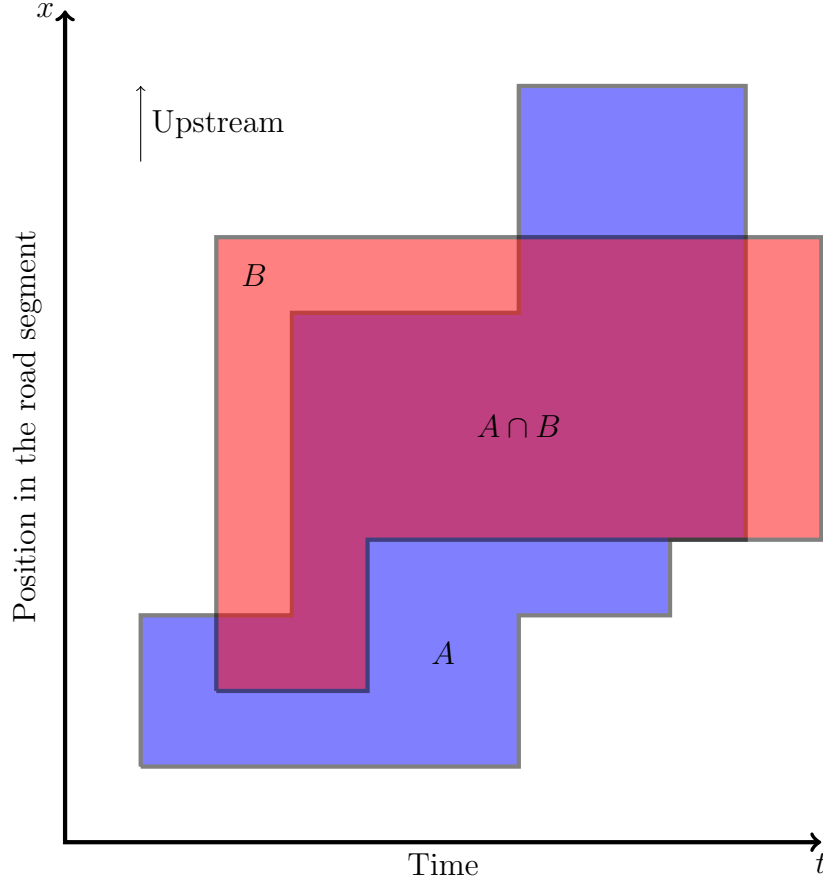 x
Upstream
B
Position in the road segment
A ∩ B
A
Time
t